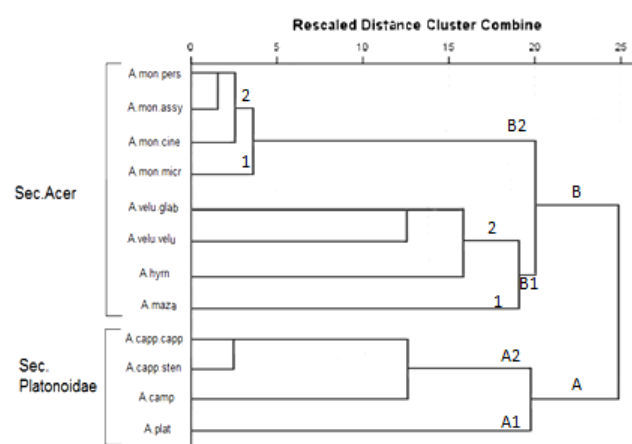 Rescaled Distance Cluster Combine
0 5 10 15 20 25
A.mon.pers
A.mon.assy
A.mon.cine
A.mon.micr
A.velu.glab
A.velu.velu
A.hyrn
A.maza
A.capp.capp
A.capp.sten
A.camp
A.plat
Sec.Acer
Sec.
Platonoidae
2
1
B2
B
2
B1
1
A2
A
A1